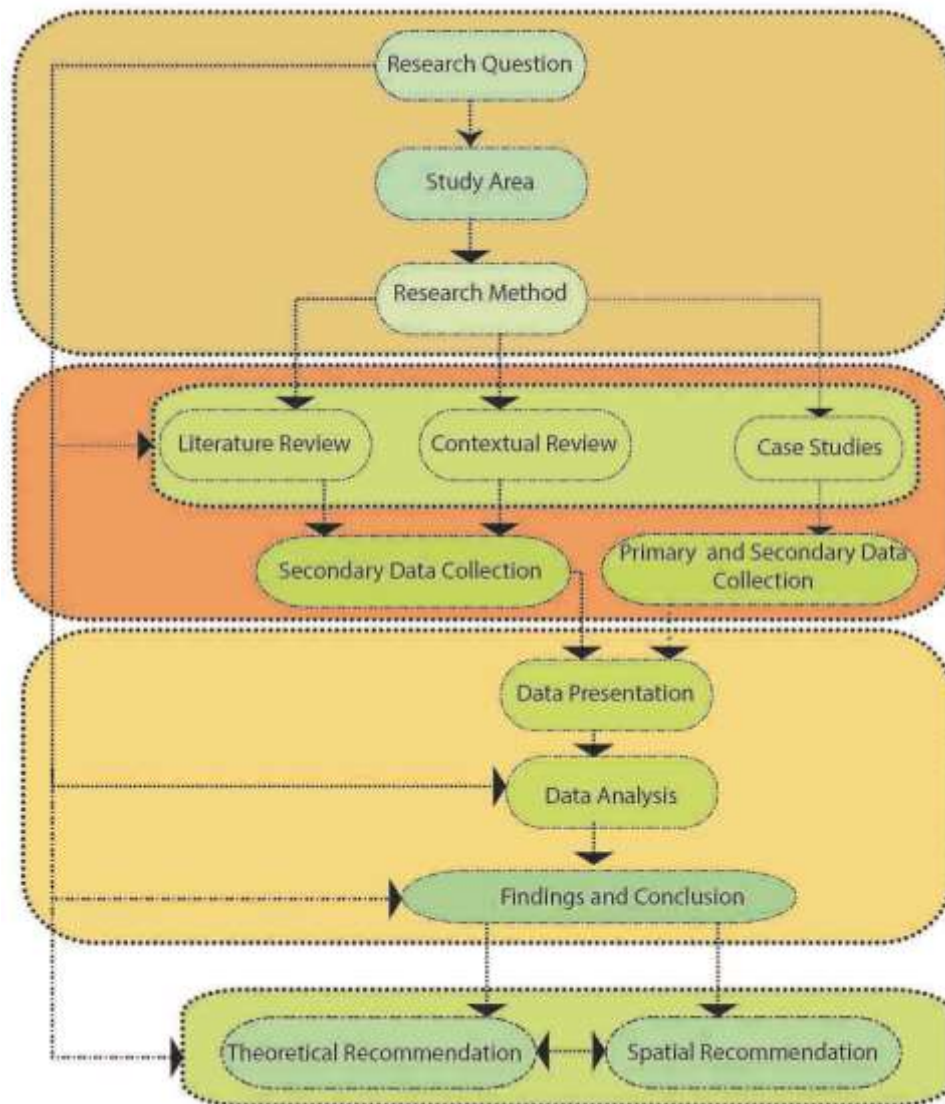 Research Question
Study Area
Research Method
Literature Review
Contextual Review
Case Studies
Secondary Data Collection
Primary and Secondary Data
Collection
Data Presentation
Data Analysis
Findings and Conclusion
Theoretical Recommendation
Spatial Recommendation